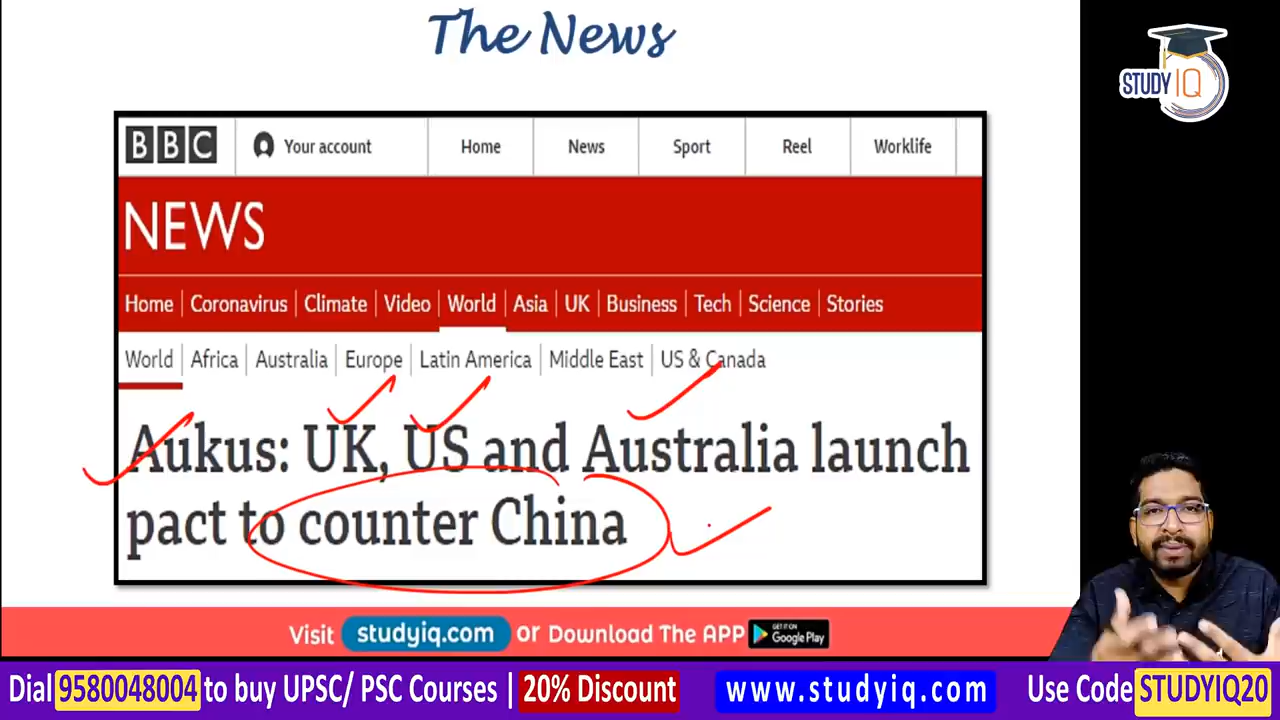 The News
STUDY IQ
BBC Your account Home News Sport Reel Worklife
NEWS
Home Coronavirus Climate Video World Asia UK Business Tech Science Stories
World Africa Australia Europe Latin America Middle East US & Canada
Aukus: UK, US and Australia launch
pact to counter China
Visit studyiq.com or Download The APP GET IT ON Google Play
Dial 9580048004 to buy UPSC/ PSC Courses | 20% Discount www.studyiq.com Use Code STUDYIQ20